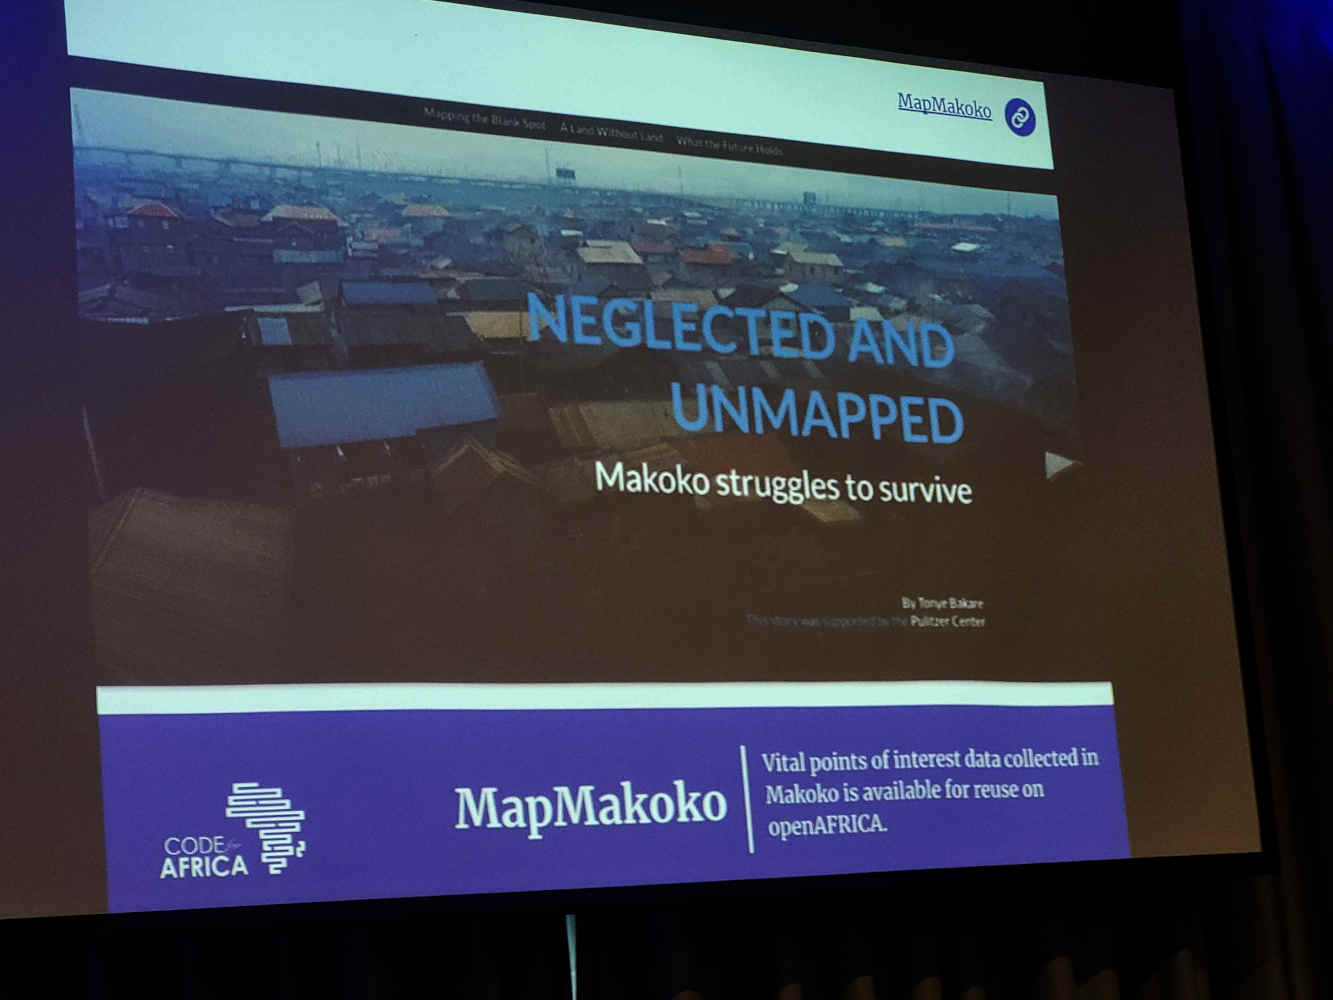 MapMakoko
Mapping the Blank Spot A Land Without Land What the Future Holds
NEGLECTED AND
UNMAPPED
Makoko struggles to survive
By Tonye Bakare
This story was supported by the Pulitzer Center
CODE for
AFRICA
MapMakoko
Vital points of interest data collected in
Makoko is available for reuse on
openAFRICA.